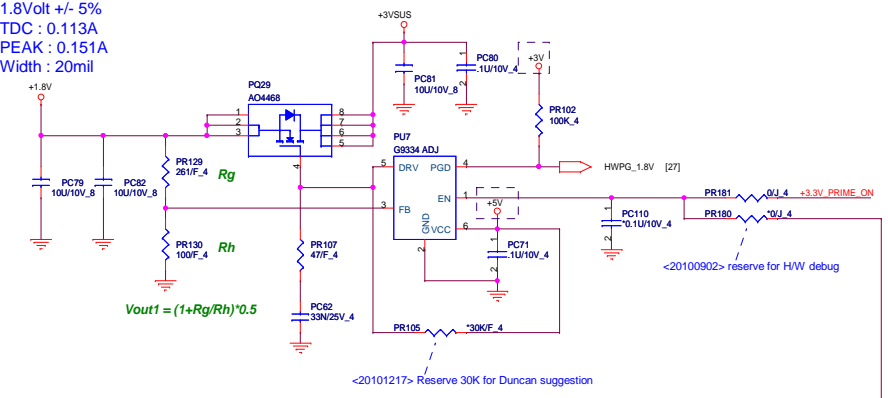 1.8Volt +/- 5%
TDC : 0.113A
PEAK : 0.151A
Width : 20mil
+1.8V
+3VSUS
PC81
10U/10V_8
PC80
.1U/10V_4
1
2
+3V
PR102
100K_4
PQ29
AO4468
1
2
3
8
7
6
5
4
PC79
10U/10V_8
PC82
10U/10V_8
PR129
261/F_4
Rg
PR130
100/F_4
Rh
Vout1 = (1+Rg/Rh)*0.5
PU7
G9334 ADJ
5
DRV
PGD
4
EN
1
3
FB
GND
VCC
6
2
HWPG_1.8V [27]
+5V
PC71
.1U/10V_4
1
2
PR107
47/F_4
PC62
33N/25V_4
PR105
*30K/F_4
PC110
*0.1U/10V_4
1
2
PR181
0/J_4
+3.3V_PRIME_ON
PR180
*0/J_4
<20100902> reserve for H/W debug
<20101217> Reserve 30K for Duncan suggestion